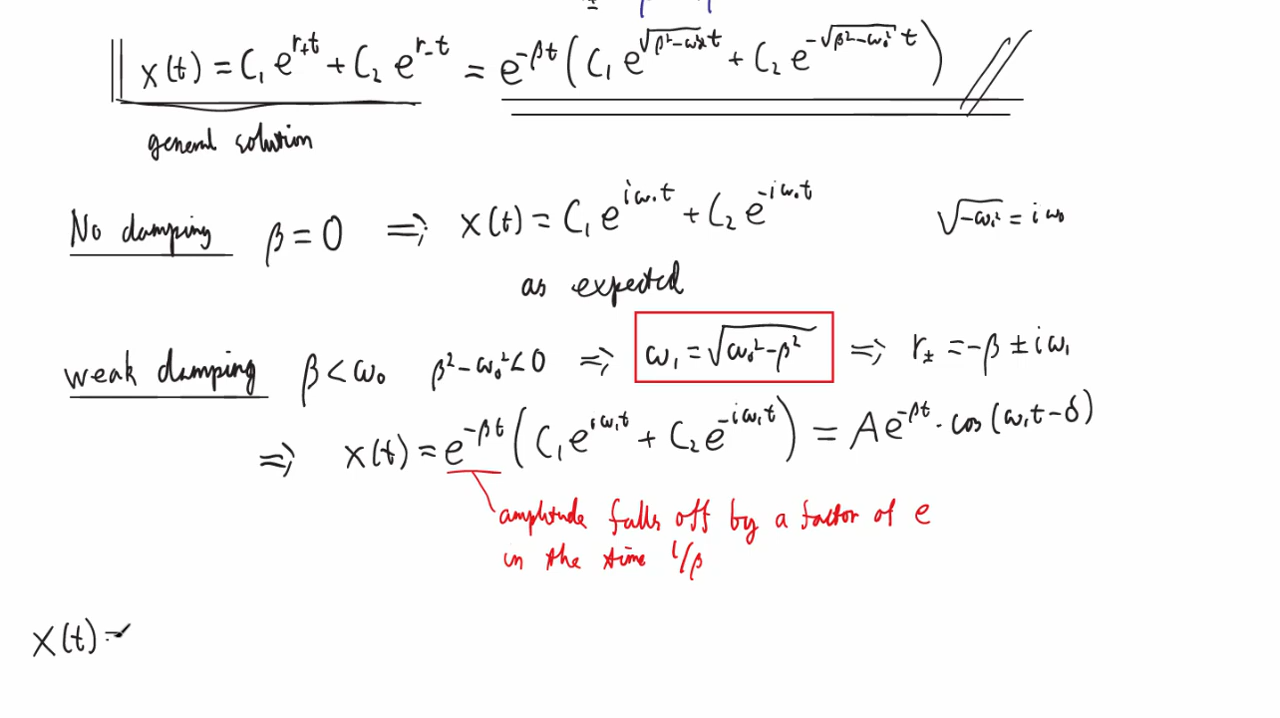 x(t) = C₁ e^{r₊t} + C₂ e^{r₋t} = e^{-βt} ( C₁ e^{√(β²-ω₀²) t} + C₂ e^{-√(β²-ω₀²) t} )
general solution
No damping β = 0 ⇒ x(t) = C₁ e^{iω₀t} + C₂ e^{-iω₀t} √(-ω₀²) = iω₀
as expected
weak damping β < ω₀ β² - ω₀² < 0 ⇒ ω₁ = √(ω₀² - β²) ⇒ r± = -β ± iω₁
⇒ x(t) = e^{-βt} ( C₁ e^{iω₁t} + C₂ e^{-iω₁t} ) = A e^{-βt} · cos(ω₁t - δ)
amplitude falls off by a factor of e
in the time 1/β
x(t) =